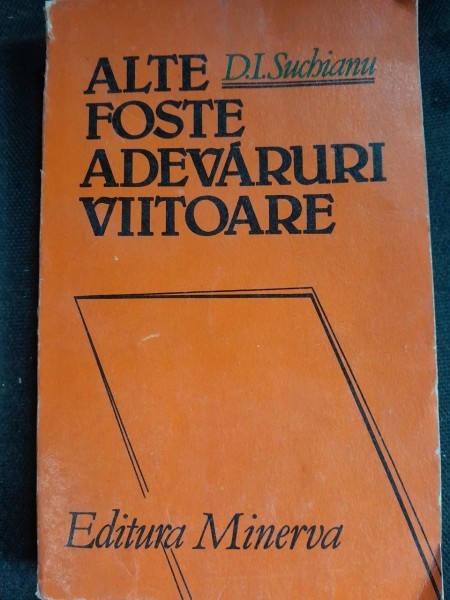 ALTE D.I.Suchianu
FOSTE
ADEVĂRURI
VIITOARE
Editura Minerva